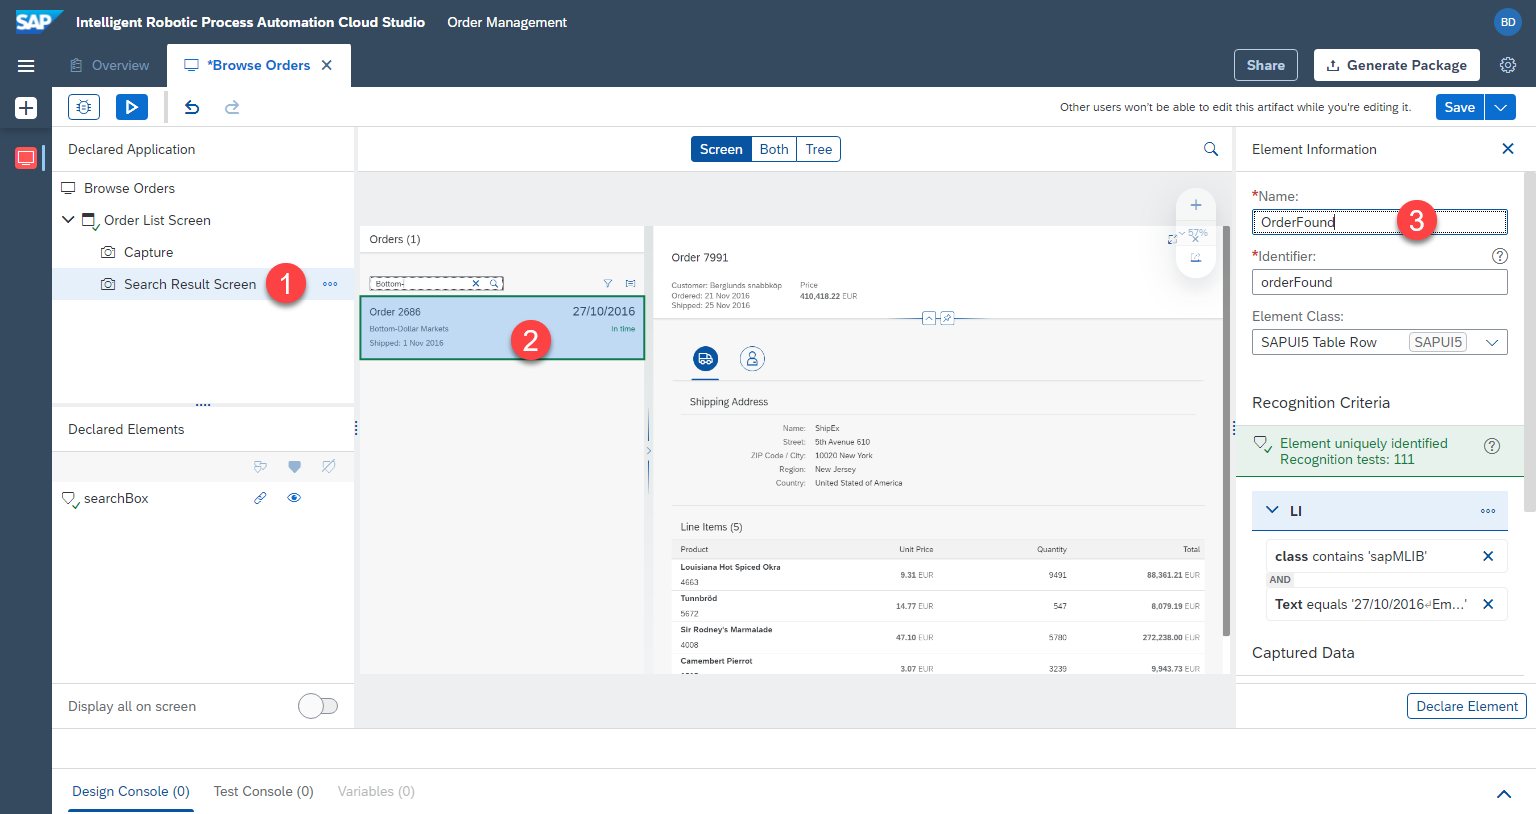 SAP Intelligent Robotic Process Automation Cloud Studio Order Management BD
Overview *Browse Orders Share Generate Package
Other users won't be able to edit this artifact while you're editing it. Save
Declared Application
Browse Orders
Order List Screen
Capture
Search Result Screen 1
Declared Elements
searchBox
Display all on screen
Screen Both Tree
57%
Orders (1)
Bottom-
Order 2686 27/10/2016
Bottom-Dollar Markets In time
Shipped: 1 Nov 2016
2
Order 7991
Customer: Berglunds snabbköp Price
Ordered: 21 Nov 2016 410,418.22 EUR
Shipped: 25 Nov 2016
Shipping Address
Name: ShipEx
Street: 5th Avenue 610
ZIP Code / City: 10020 New York
Region: New Jersey
Country: United Stated of America
Line Items (5)
Product Unit Price Quantity Total
Louisiana Hot Spiced Okra
4663 9.31 EUR 9491 88,361.21 EUR
Tunnbröd
5672 14.77 EUR 547 8,079.19 EUR
Sir Rodney's Marmalade
4008 47.10 EUR 5780 272,238.00 EUR
Camembert Pierrot
3.07 EUR 3239 9,943.73 EUR
Element Information
*Name:
OrderFound 3
*Identifier:
orderFound
Element Class:
SAPUI5 Table Row SAPUI5
Recognition Criteria
Element uniquely identified
Recognition tests: 111
LI
class contains 'sapMLIB'
AND
Text equals '27/10/2016↵Em...'
Captured Data
Declare Element
Design Console (0) Test Console (0) Variables (0)